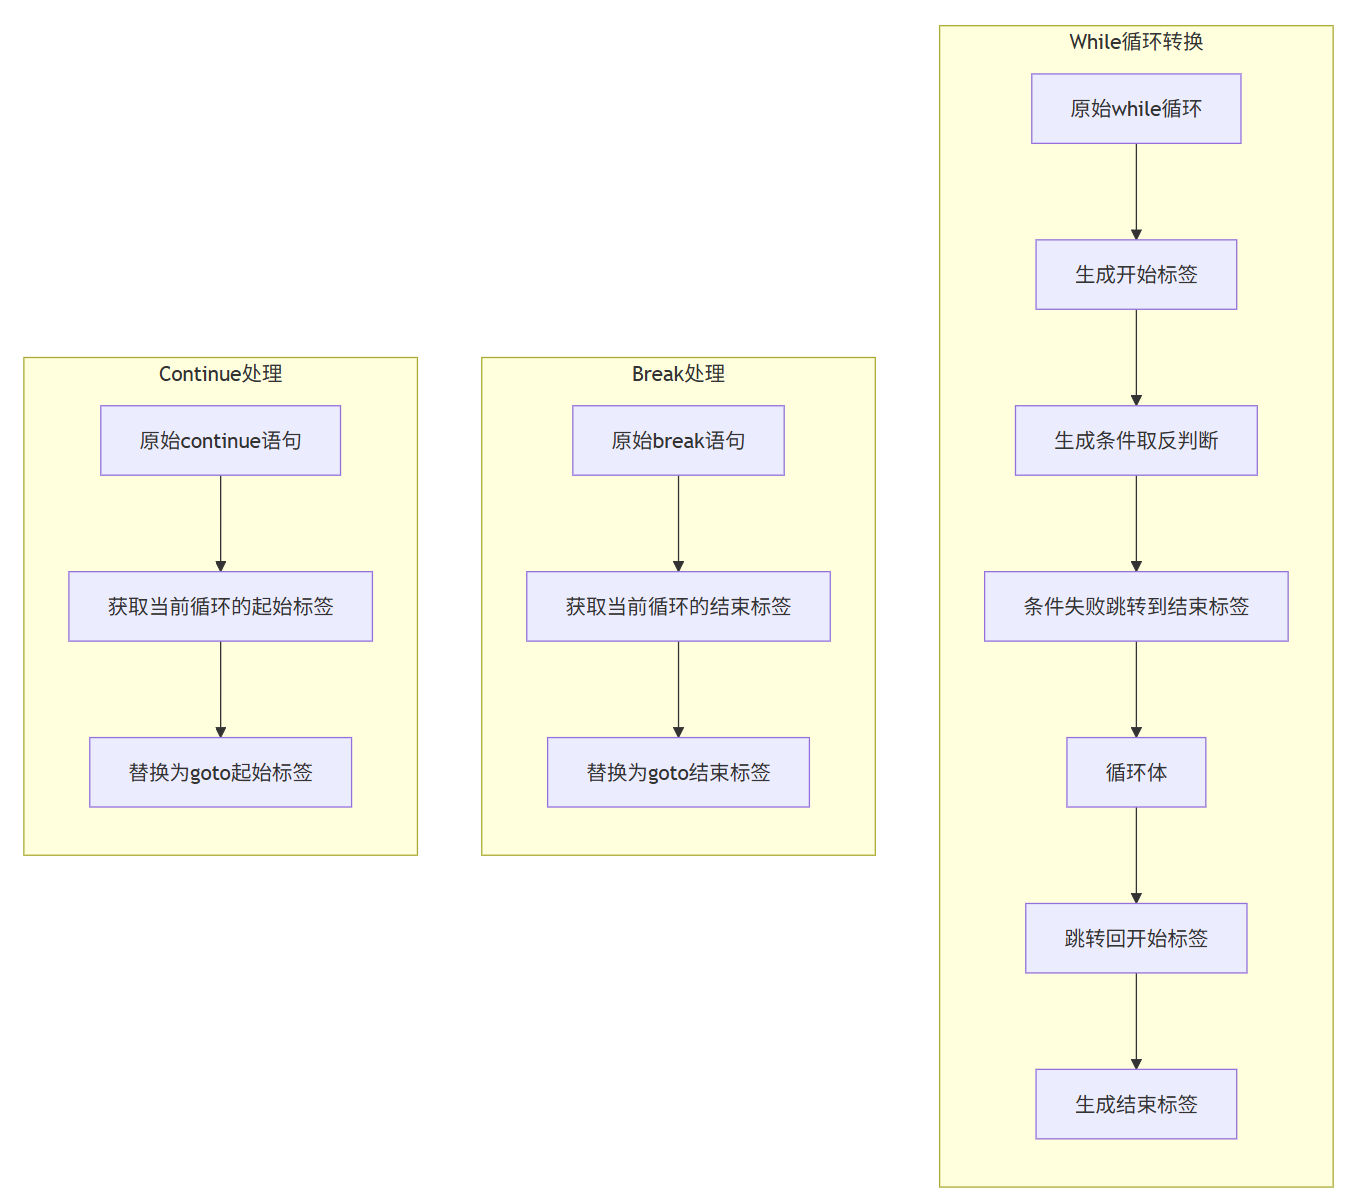 Continue处理
原始continue语句
获取当前循环的起始标签
替换为goto起始标签
Break处理
原始break语句
获取当前循环的结束标签
替换为goto结束标签
While循环转换
原始while循环
生成开始标签
生成条件取反判断
条件失败跳转到结束标签
循环体
跳转回开始标签
生成结束标签